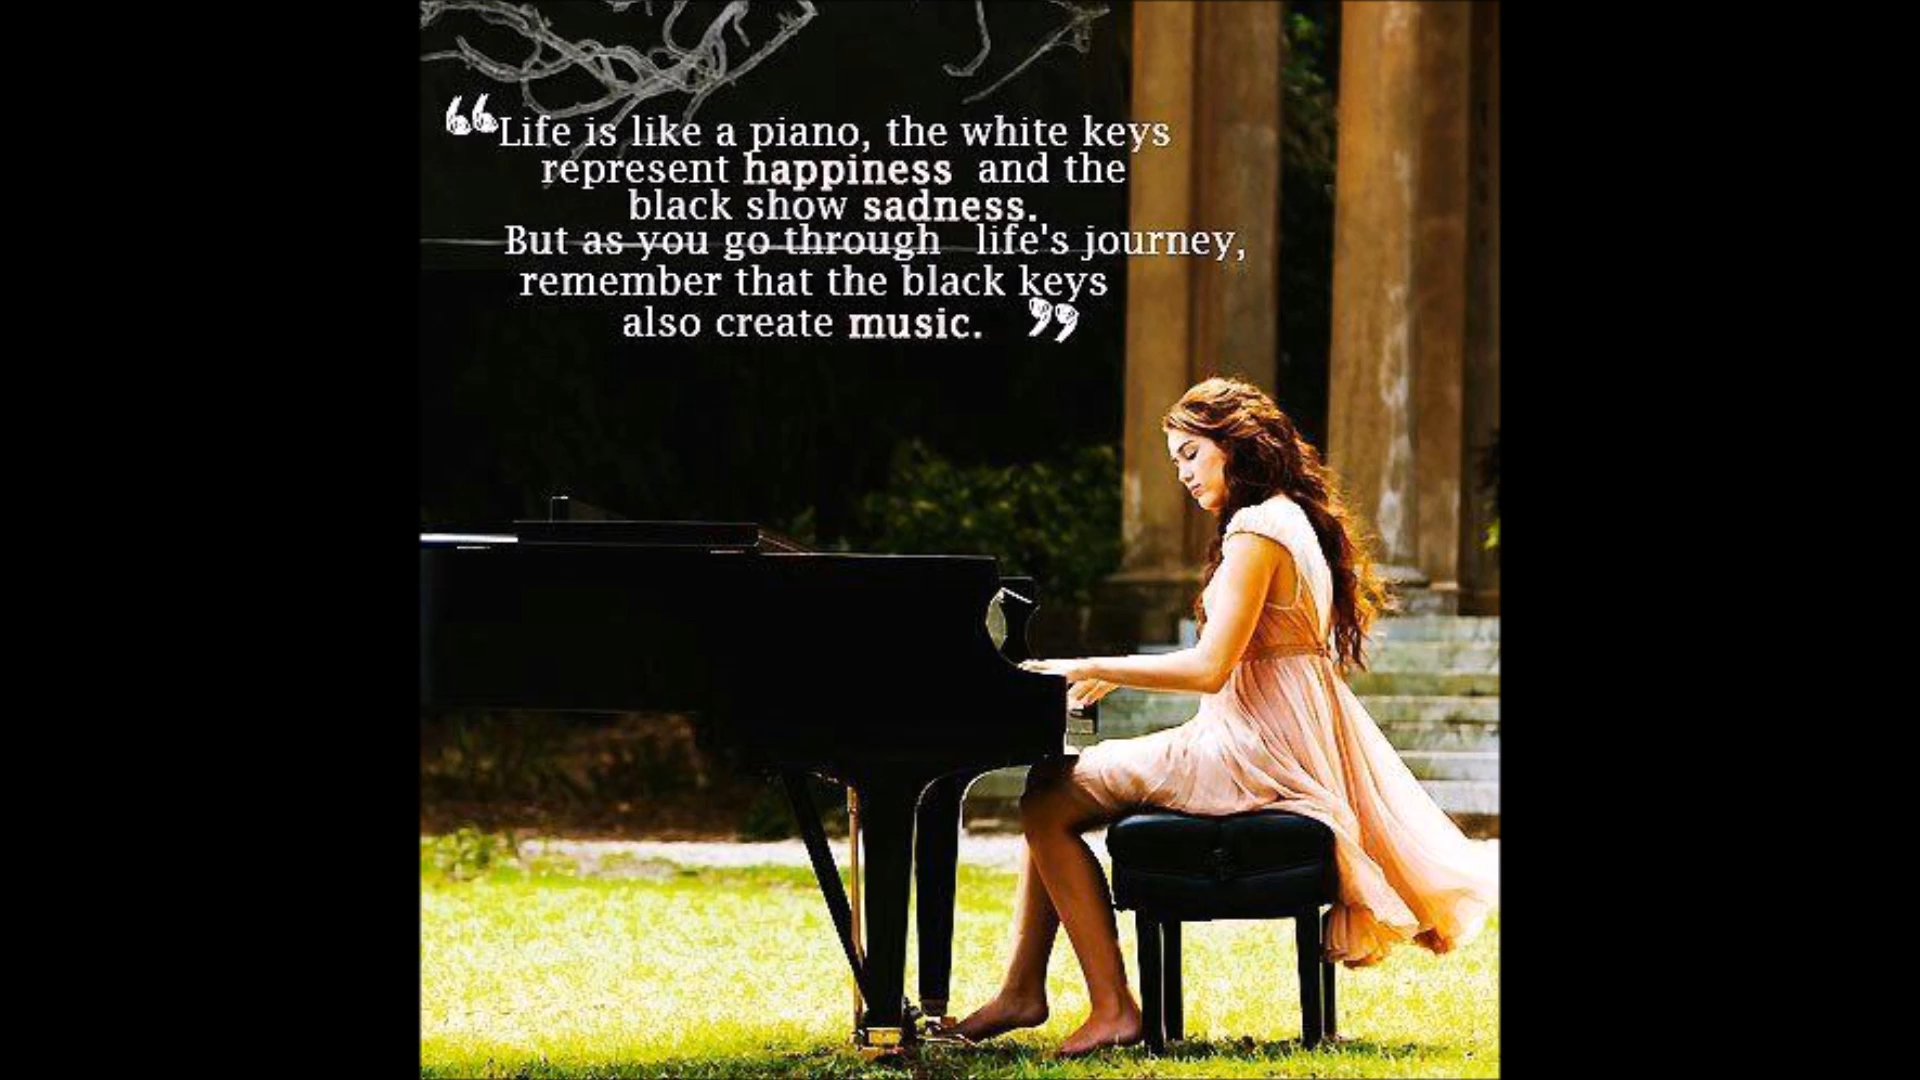 “Life is like a piano, the white keys
represent happiness and the
black show sadness.
But as you go through life's journey,
remember that the black keys
also create music. ”